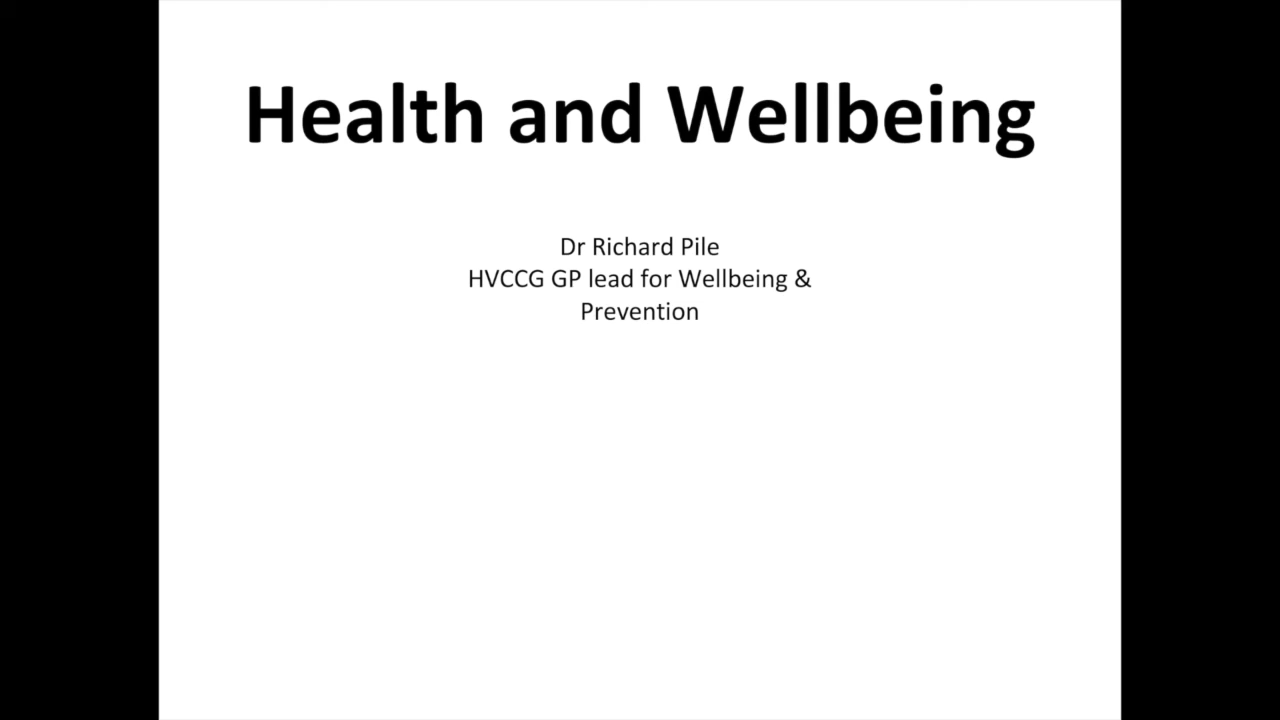 Health and Wellbeing
Dr Richard Pile
HVCCG GP lead for Wellbeing &
Prevention